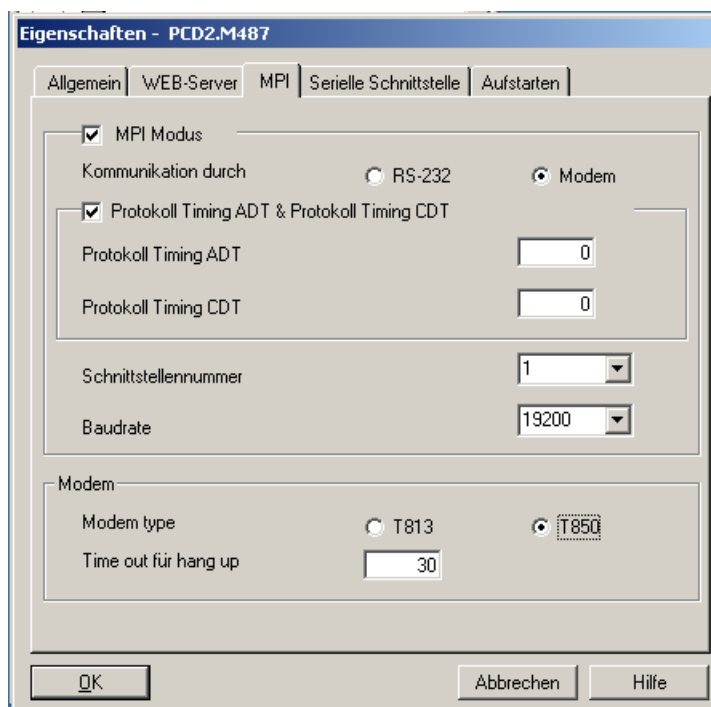 Eigenschaften - PCD2.M487
Allgemein WEB-Server MPI Serielle Schnittstelle Aufstarten
MPI Modus
Kommunikation durch RS-232 Modem
Protokoll Timing ADT & Protokoll Timing CDT
Protokoll Timing ADT 0
Protokoll Timing CDT 0
Schnittstellennummer 1
Baudrate 19200
Modem
Modem type T813 T850
Time out für hang up 30
OK Abbrechen Hilfe